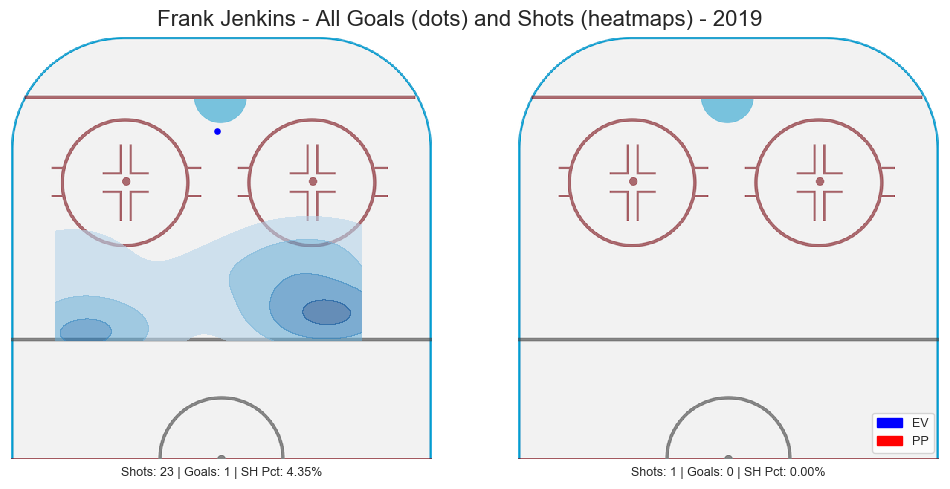 Frank Jenkins - All Goals (dots) and Shots (heatmaps) - 2019
EV
PP
Shots: 23 | Goals: 1 | SH Pct: 4.35%
Shots: 1 | Goals: 0 | SH Pct: 0.00%